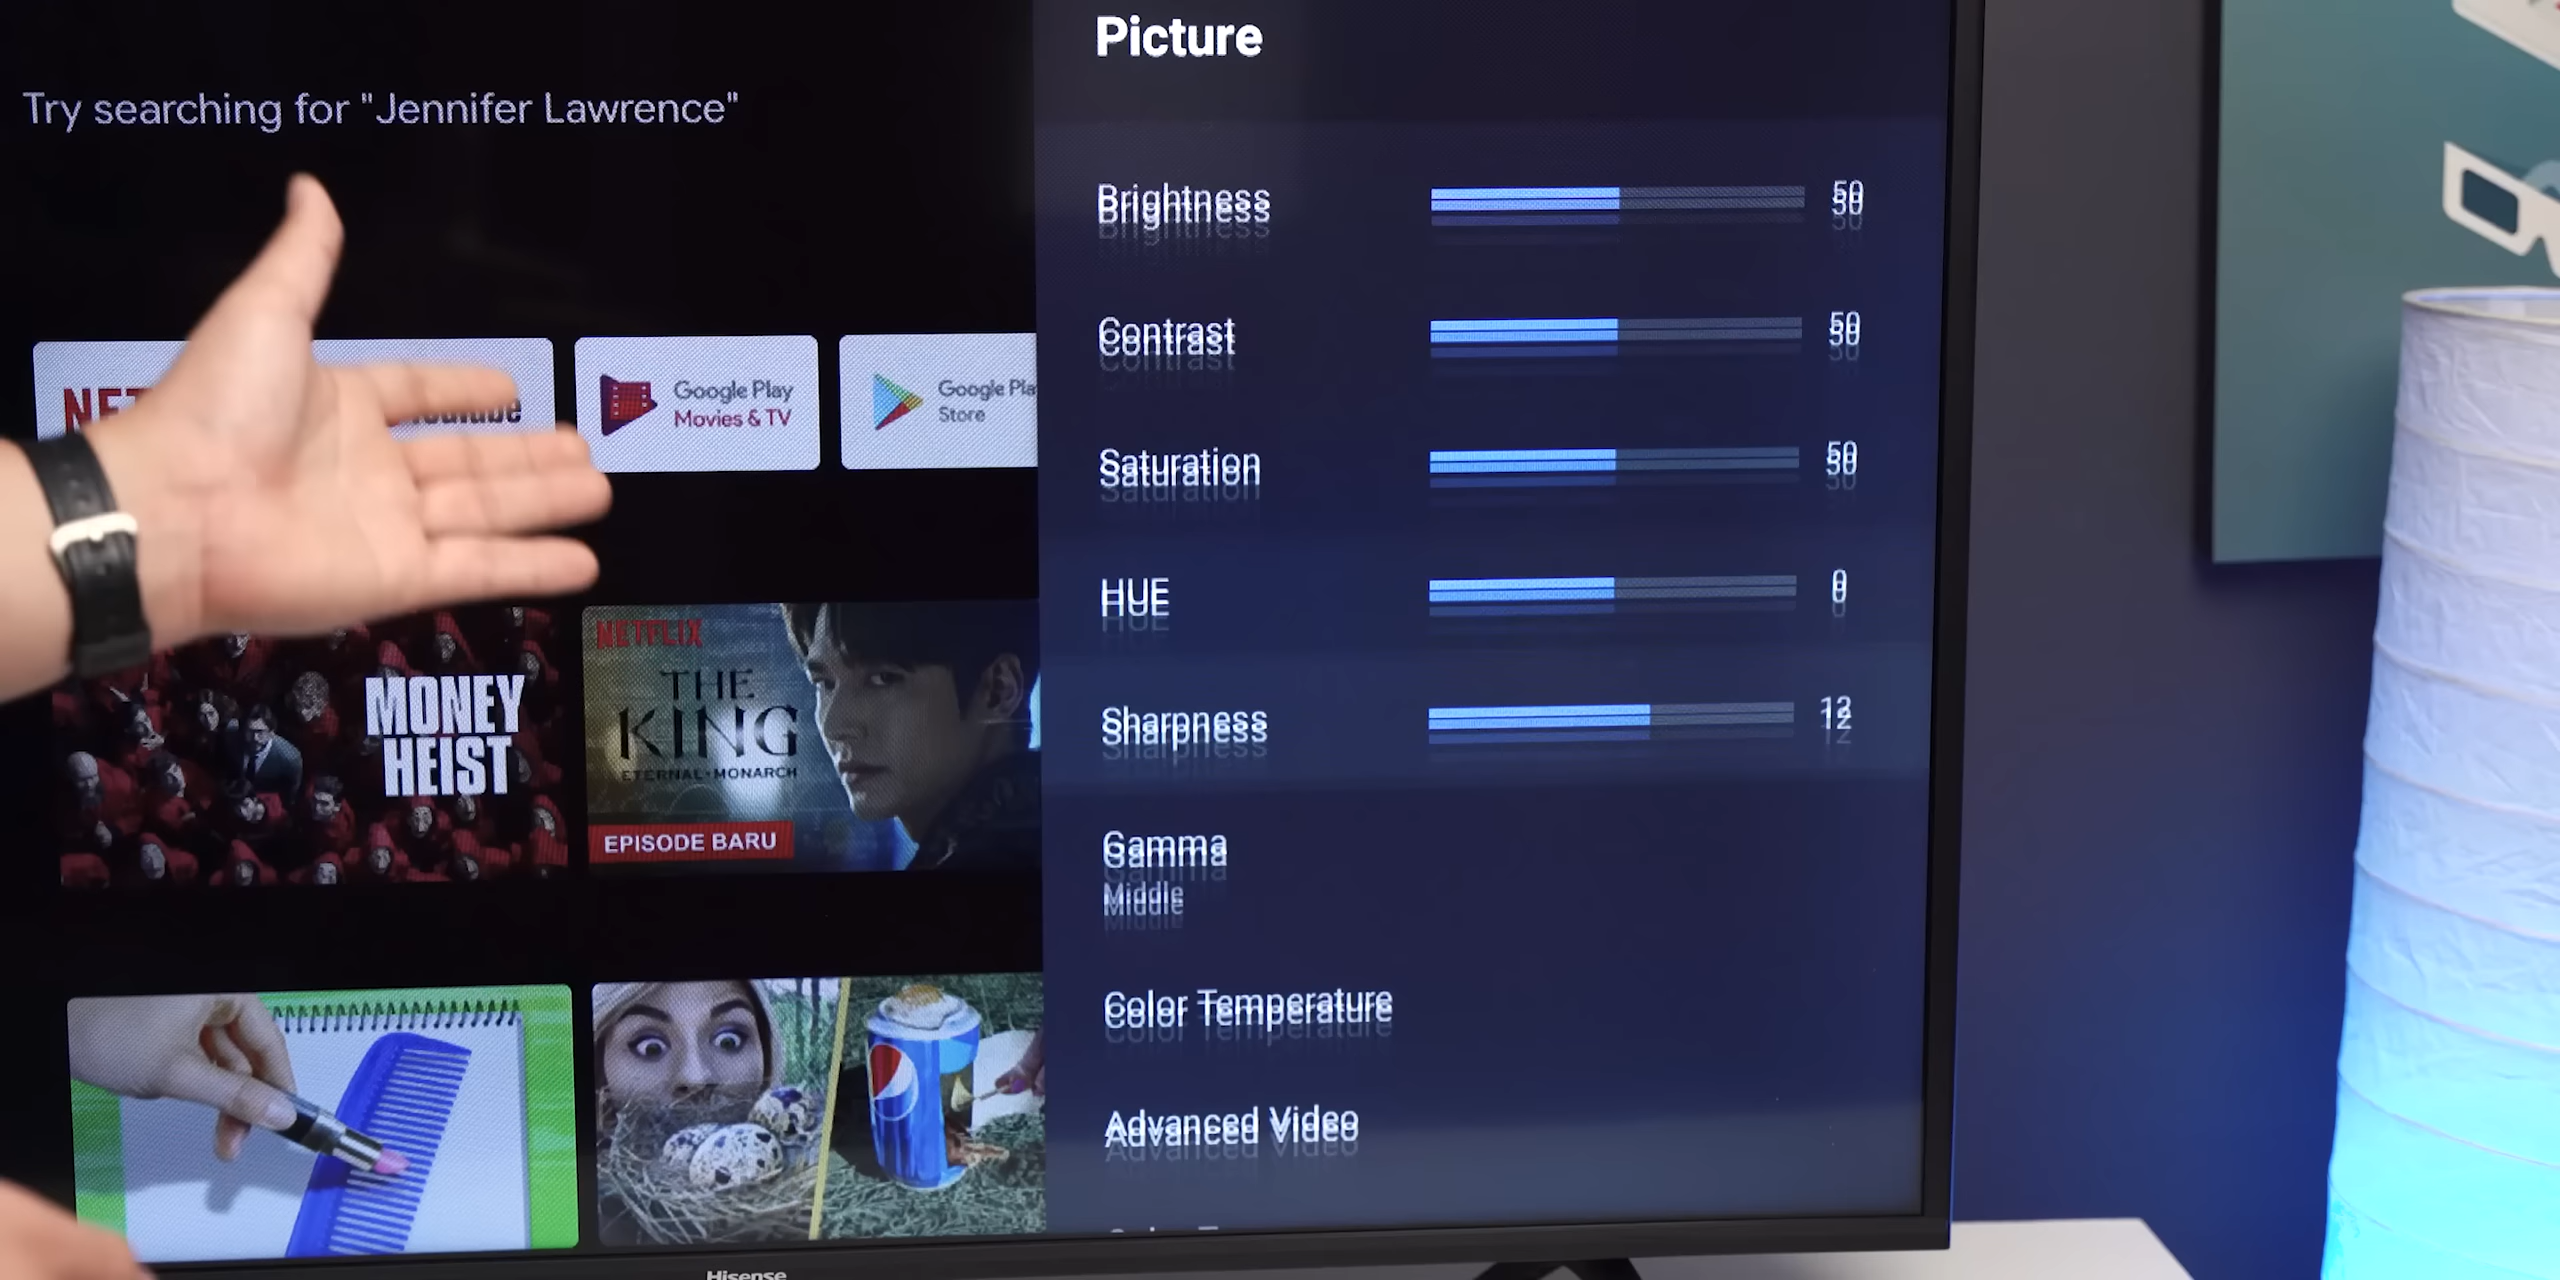 Picture
Try searching for "Jennifer Lawrence"
Brightness 50
Contrast 50
Google Play
Movies & TV
Google Pla
Store
Saturation 50
HUE 0
NETFLIX
THE
KING
ETERNAL MONARCH
EPISODE BARU
MONEY
HEIST
Sharpness 12
Gamma
Middle
Color Temperature
Advanced Video
Hisense